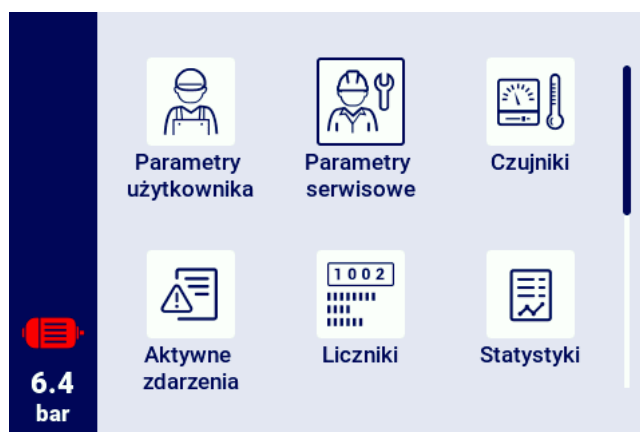 Parametry
użytkownika
Parametry
serwisowe
Czujniki
1002
Aktywne
zdarzenia
Liczniki
Statystyki
6.4
bar